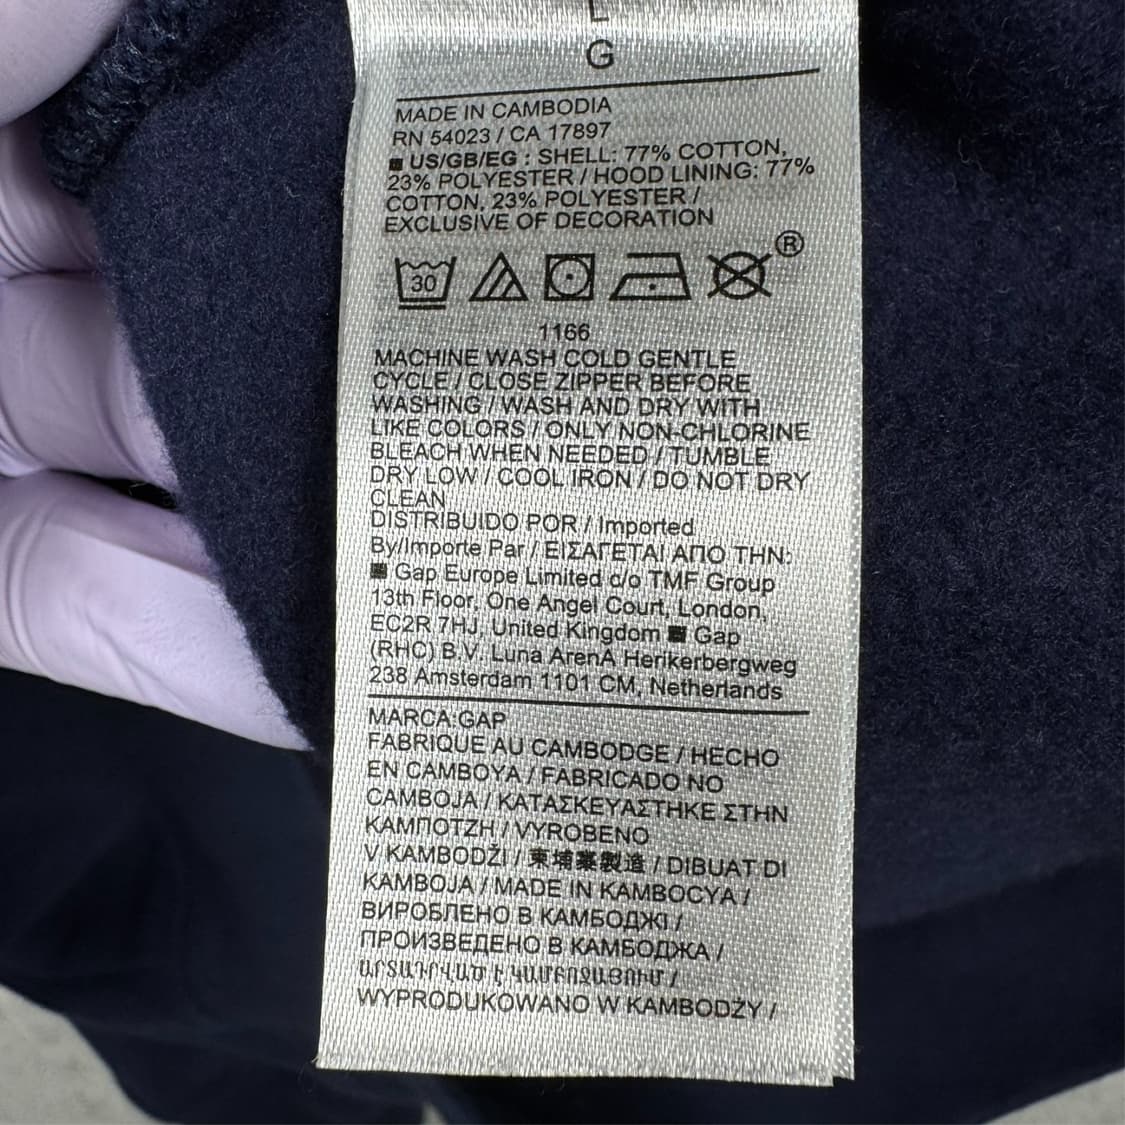 L
G
MADE IN CAMBODIA
RN 54023 / CA 17897
■ US/GB/EG : SHELL: 77% COTTON,
23% POLYESTER / HOOD LINING: 77%
COTTON, 23% POLYESTER /
EXCLUSIVE OF DECORATION
30
®
1166
MACHINE WASH COLD GENTLE
CYCLE / CLOSE ZIPPER BEFORE
WASHING / WASH AND DRY WITH
LIKE COLORS / ONLY NON-CHLORINE
BLEACH WHEN NEEDED / TUMBLE
DRY LOW / COOL IRON / DO NOT DRY
CLEAN
DISTRIBUIDO POR / Imported
By/Importe Par / ΕΙΣΑΓΕΤΑΙ ΑΠΟ ΤΗΝ:
■ Gap Europe Limited c/o TMF Group
13th Floor, One Angel Court, London,
EC2R 7HJ, United Kingdom ■ Gap
(RHC) B.V. Luna ArenA Herikerbergweg
238 Amsterdam 1101 CM, Netherlands
MARCA:GAP
FABRIQUE AU CAMBODGE / HECHO
EN CAMBOYA / FABRICADO NO
CAMBOJA / ΚΑΤΑΣΚΕΥΑΣΤΗΚΕ ΣΤΗΝ
ΚΑΜΠΟΤΖΗ / VYROBENO
V KAMBODŽI / 柬埔寨製造 / DIBUAT DI
KAMBOJA / MADE IN KAMBOCYA /
ВИРОБЛЕНО В КАМБОДЖІ /
ПРОИЗВЕДЕНО В КАМБОДЖА /
ԱՐՏԱԴՐՎԱԾ Է ԿԱՄԲՈՋԱՅՈՒՄ /
WYPRODUKOWANO W KAMBODŻY /